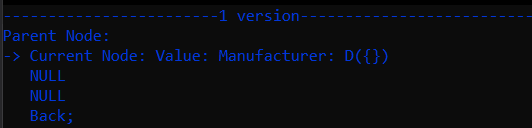 ------------------------1 version--------------------------
Parent Node:
-> Current Node: Value: Manufacturer: D({})
NULL
NULL
Back;